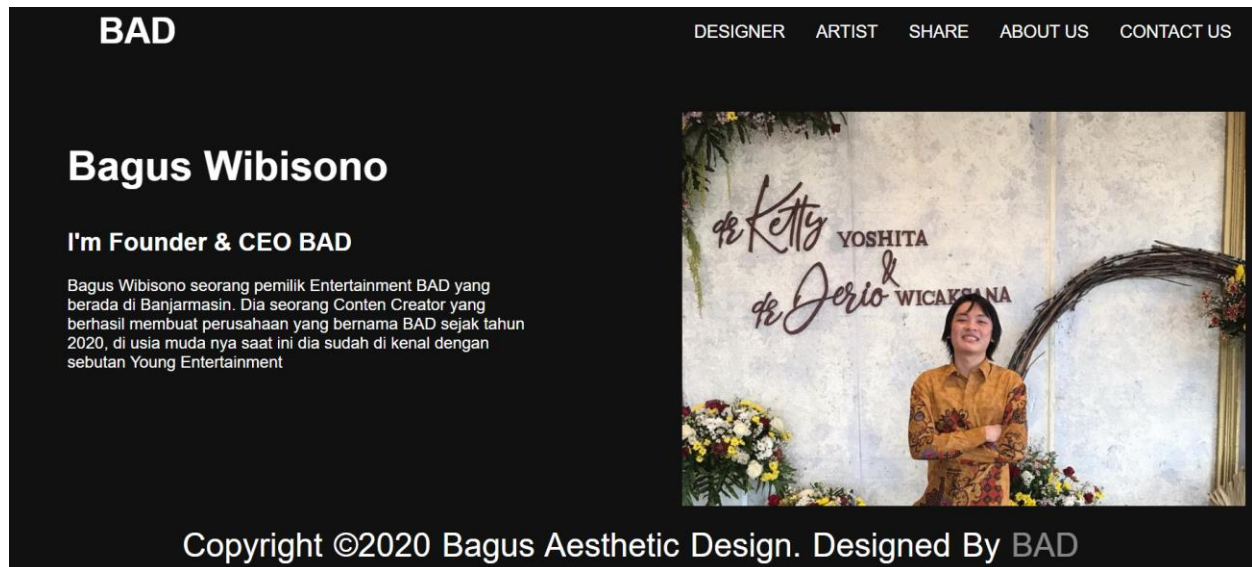 BAD
DESIGNER ARTIST SHARE ABOUT US CONTACT US
Bagus Wibisono
I'm Founder & CEO BAD
Bagus Wibisono seorang pemilik Entertainment BAD yang
berada di Banjarmasin. Dia seorang Conten Creator yang
berhasil membuat perusahaan yang bernama BAD sejak tahun
2020, di usia muda nya saat ini dia sudah di kenal dengan
sebutan Young Entertainment
dr Ketty YOSHITA
&
dr Jerio WICAKSANA
Copyright ©2020 Bagus Aesthetic Design. Designed By BAD